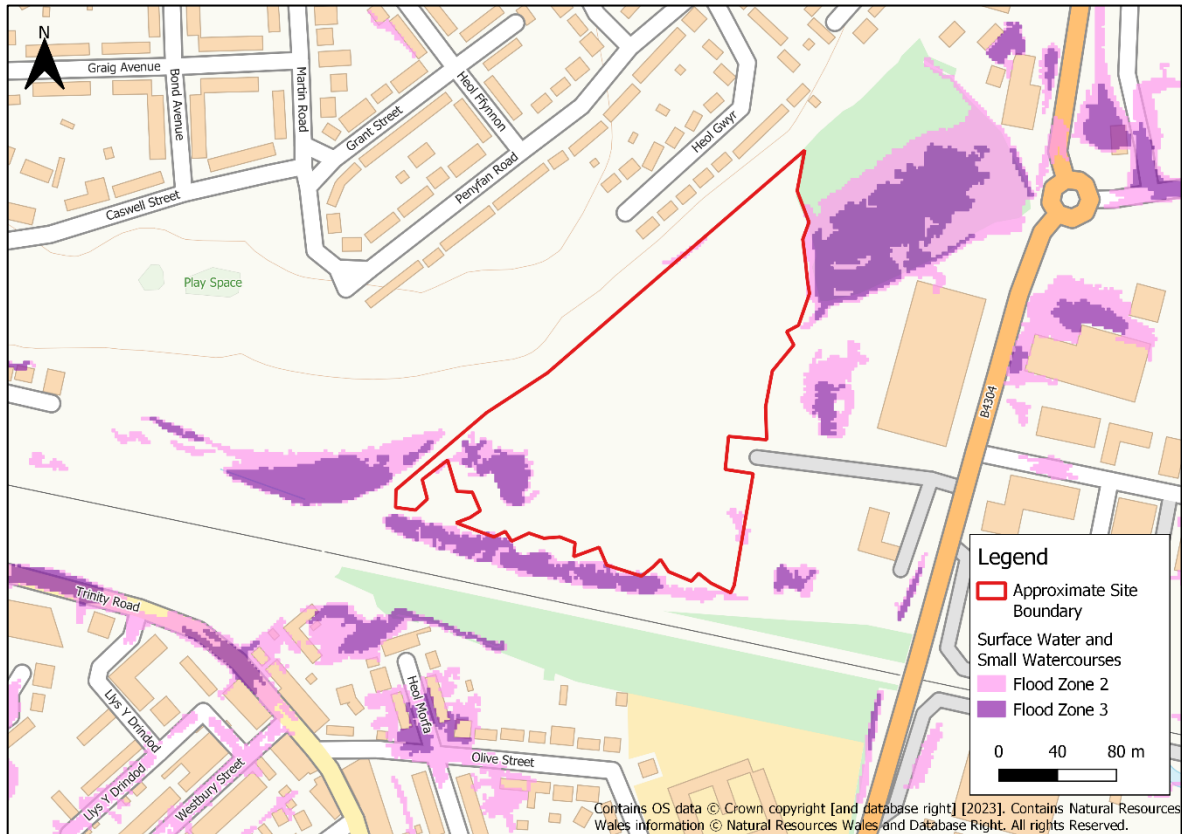 N
Graig Avenue
Bond Avenue
Martin Road
Grant Street
Heol Ffynnon
Heol Gwyr
Penyfan Road
Caswell Street
Play Space
B4304
Trinity Road
Llys Y Drindod
Llys Y Drindod
Westbury Street
Heol Morfa
Olive Street
Legend
Approximate Site
Boundary
Surface Water and
Small Watercourses
Flood Zone 2
Flood Zone 3
0 40 80 m
Contains OS data © Crown copyright [and database right] [2023]. Contains Natural Resources
Wales information © Natural Resources Wales and Database Right. All rights Reserved.